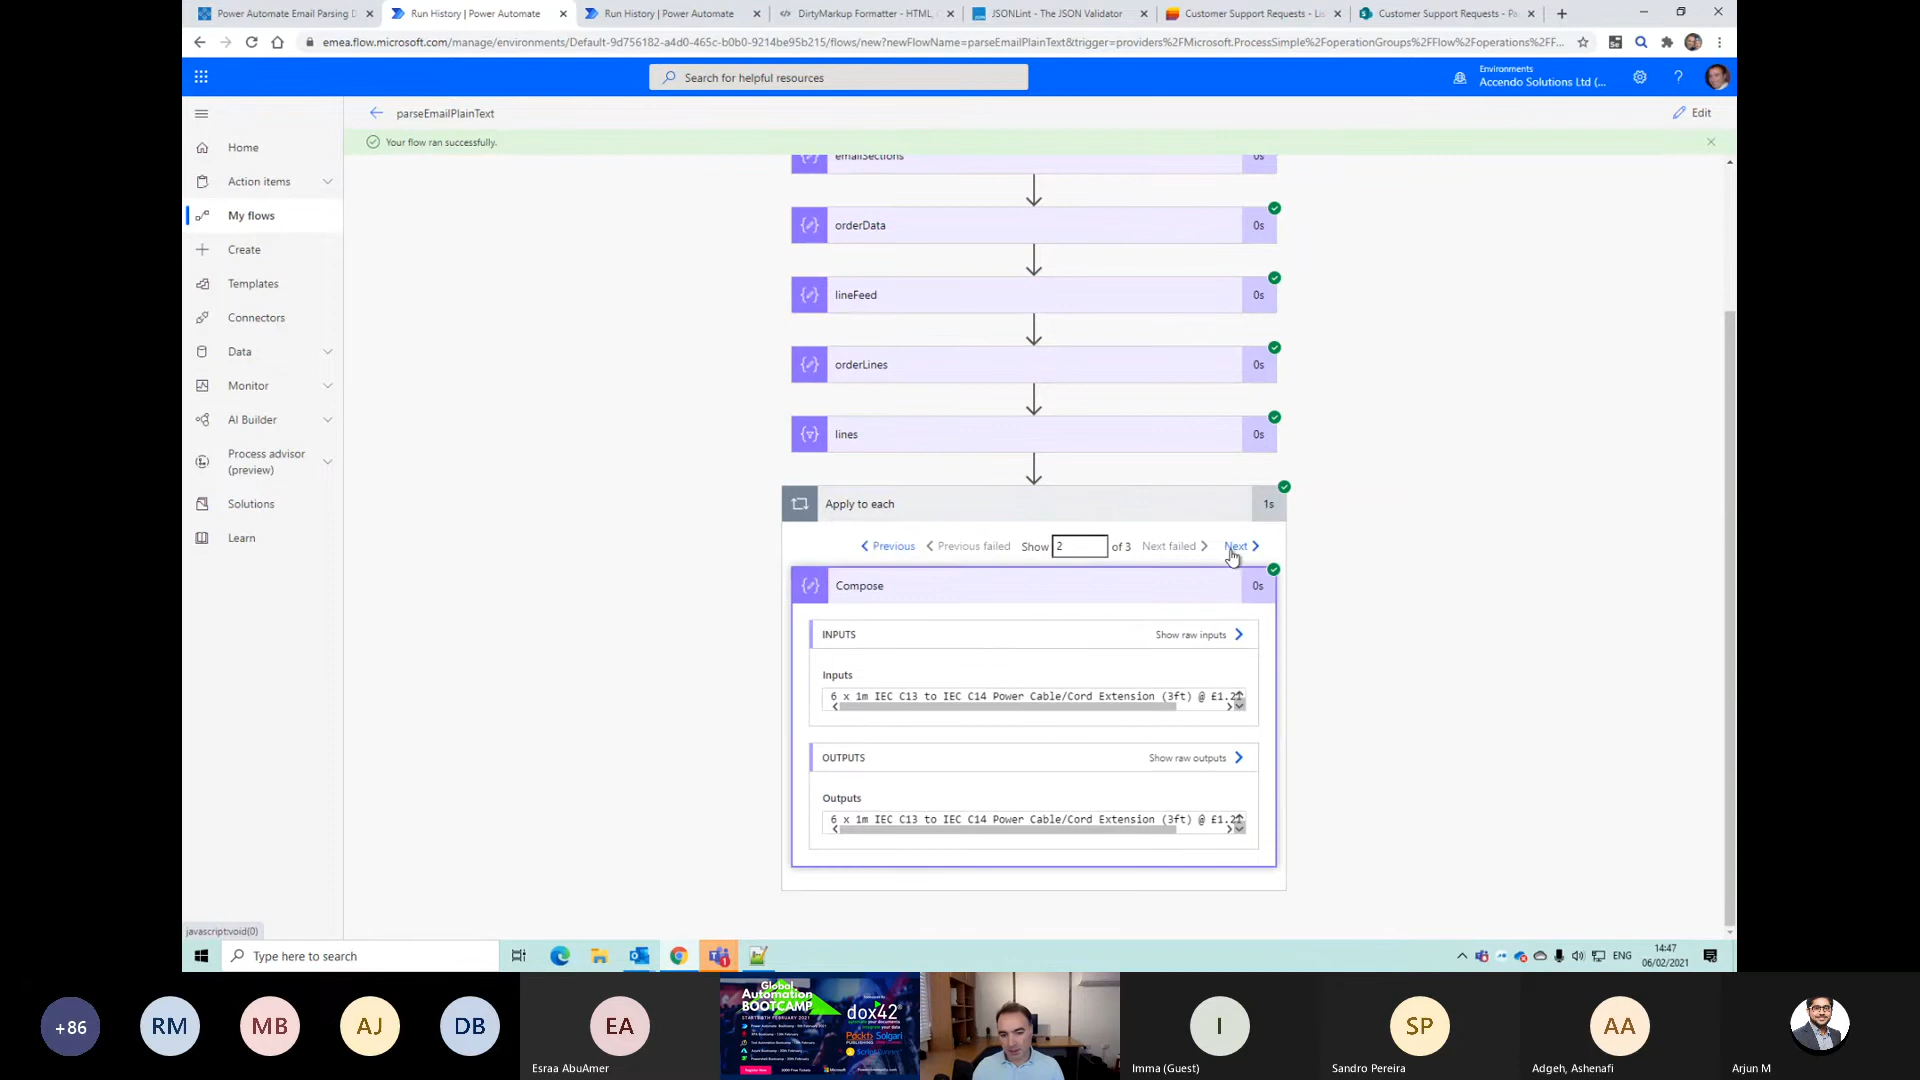 Power Automate Email Parsing D
Run History | Power Automate
Run History | Power Automate
DirtyMarkup Formatter - HTML,
JSONLint - The JSON Validator
Customer Support Requests - Lis
Customer Support Requests - Pa
emea.flow.microsoft.com/manage/environments/Default-9d756182-a4d0-465c-b0b0-9214be95b215/flows/new?newFlowName=parseEmailPlainText&trigger=providers%2FMicrosoft.ProcessSimple%2FoperationGroups%2FFlow%2Foperations%2FF...
Search for helpful resources
Environments
Accendo Solutions Ltd (...
parseEmailPlainText
Edit
Your flow ran successfully.
Home
Action items
My flows
Create
Templates
Connectors
Data
Monitor
AI Builder
Process advisor
(preview)
Solutions
Learn
emailSections
0s
orderData
0s
lineFeed
0s
orderLines
0s
lines
0s
Apply to each
1s
Previous
Previous failed
Show 2 of 3
Next failed
Next
Compose
0s
INPUTS
Show raw inputs
Inputs
6 x 1m IEC C13 to IEC C14 Power Cable/Cord Extension (3ft) @ £1.21
OUTPUTS
Show raw outputs
Outputs
6 x 1m IEC C13 to IEC C14 Power Cable/Cord Extension (3ft) @ £1.21
javascript:void(0)
Type here to search
ENG
14:47
06/02/2021
+86
RM
MB
AJ
DB
EA
Esraa AbuAmer
Global
Automation
BOOTCAMP
dox42
I
Imma (Guest)
SP
Sandro Pereira
AA
Adgeh, Ashenafi
Arjun M